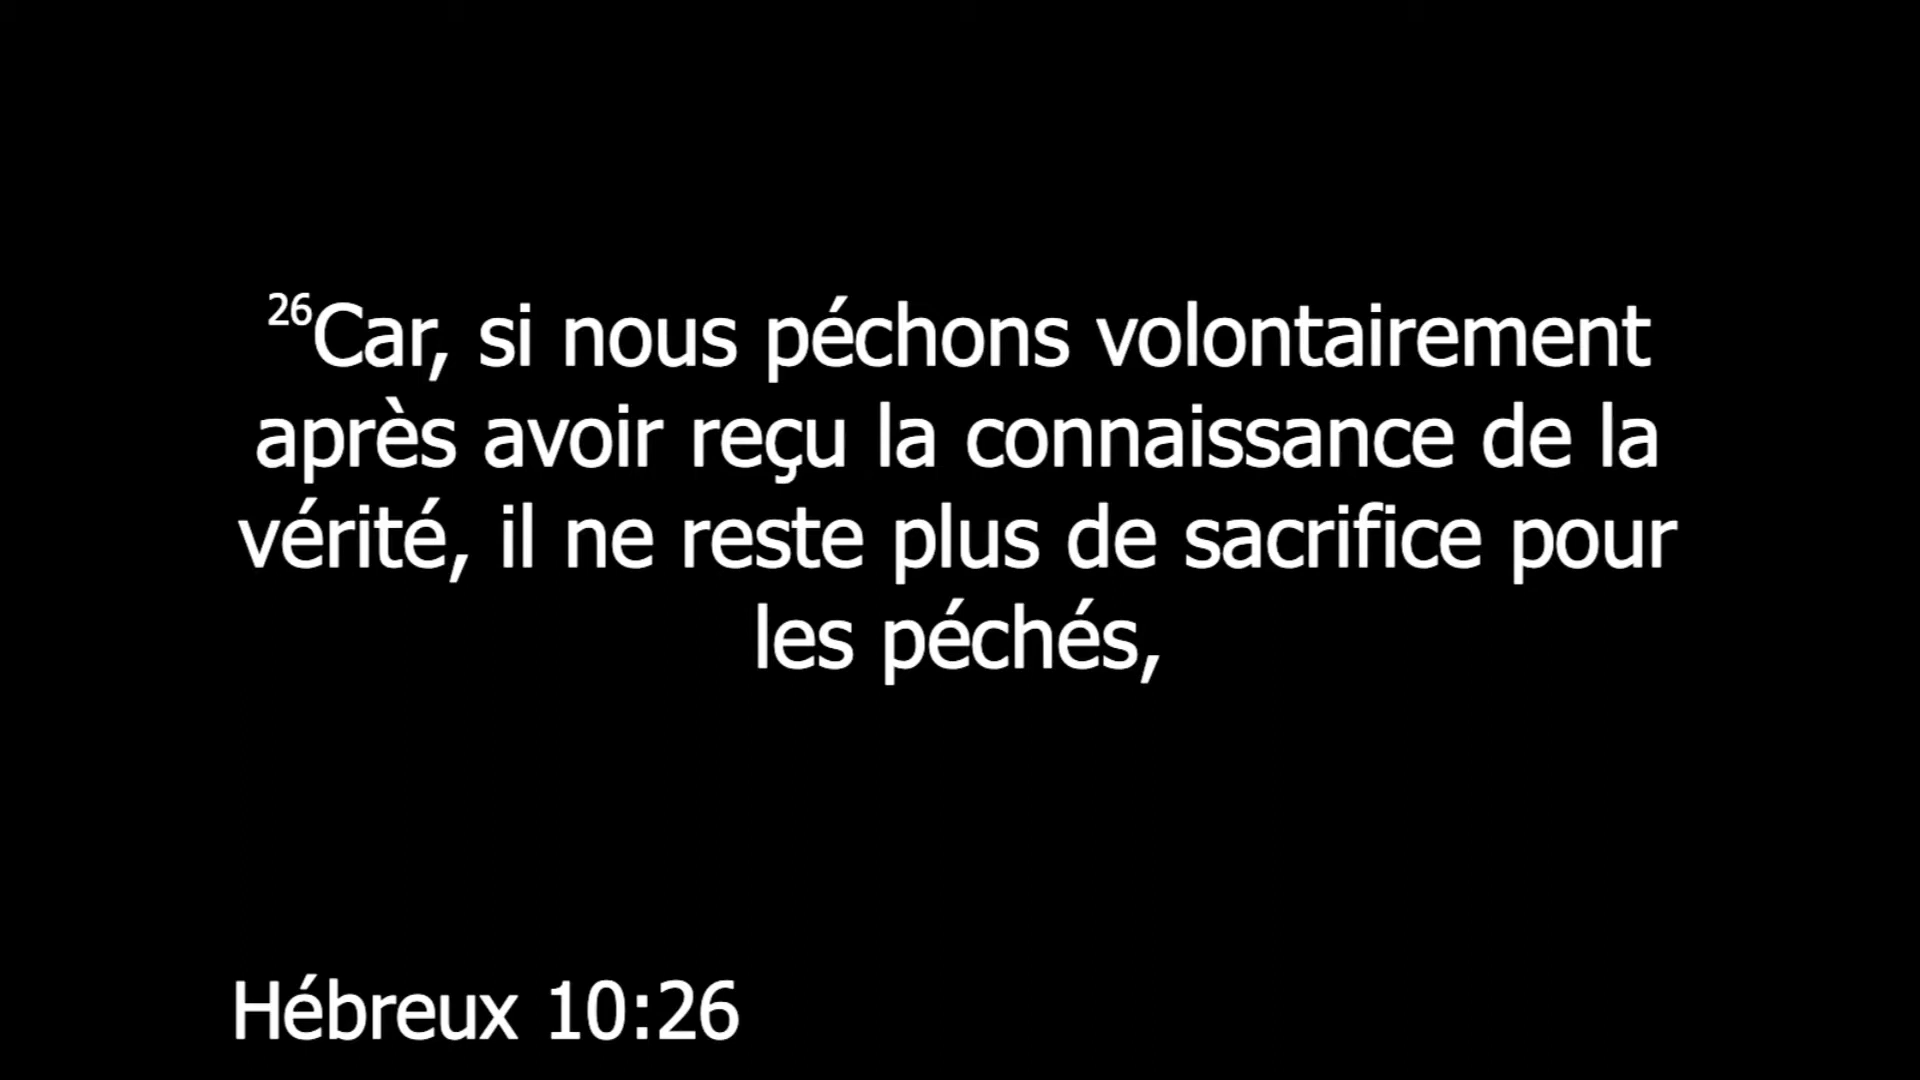 26Car, si nous péchons volontairement
après avoir reçu la connaissance de la
vérité, il ne reste plus de sacrifice pour
les péchés,
Hébreux 10:26